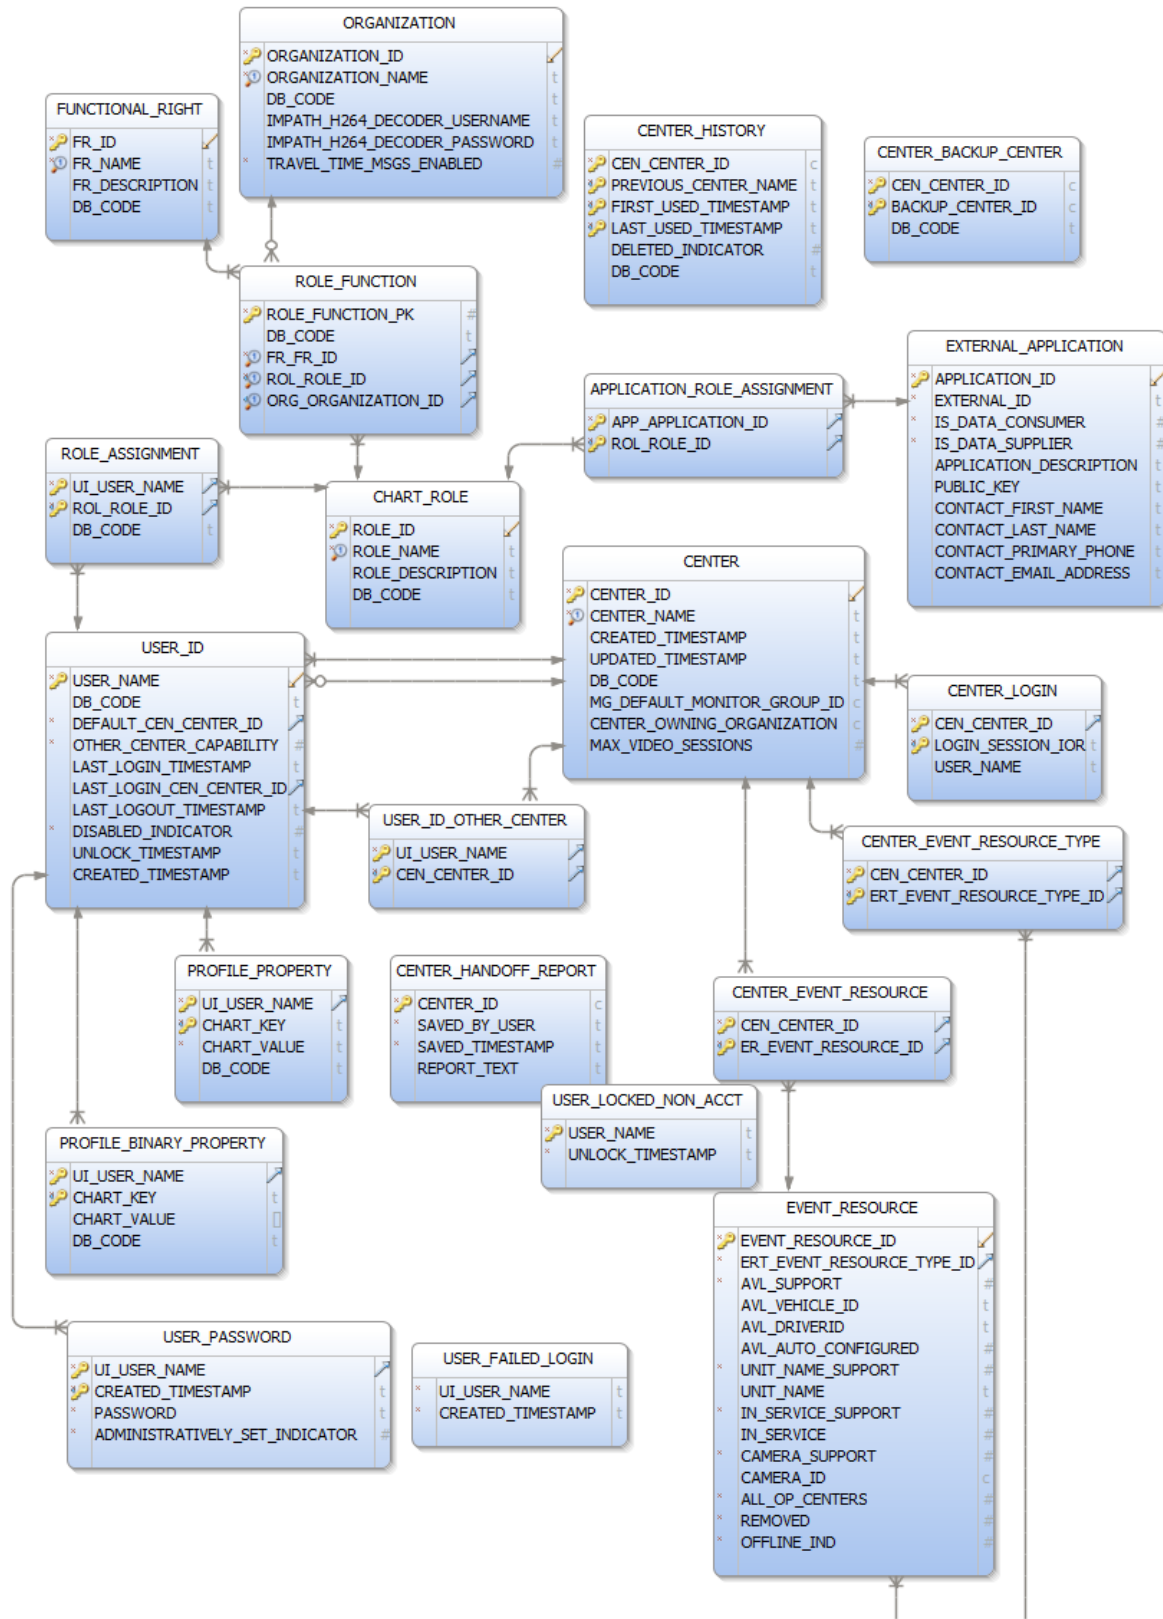 ORGANIZATION
ORGANIZATION_ID
ORGANIZATION_NAME t
DB_CODE t
IMPATH_H264_DECODER_USERNAME t
IMPATH_H264_DECODER_PASSWORD t
TRAVEL_TIME_MSGS_ENABLED #
FUNCTIONAL_RIGHT
FR_ID
FR_NAME t
FR_DESCRIPTION t
DB_CODE t
CENTER_HISTORY
CEN_CENTER_ID c
PREVIOUS_CENTER_NAME t
FIRST_USED_TIMESTAMP t
LAST_USED_TIMESTAMP t
DELETED_INDICATOR #
DB_CODE t
CENTER_BACKUP_CENTER
CEN_CENTER_ID c
BACKUP_CENTER_ID c
DB_CODE t
ROLE_FUNCTION
ROLE_FUNCTION_PK #
DB_CODE t
FR_FR_ID
ROL_ROLE_ID
ORG_ORGANIZATION_ID
EXTERNAL_APPLICATION
APPLICATION_ID
EXTERNAL_ID t
IS_DATA_CONSUMER #
IS_DATA_SUPPLIER #
APPLICATION_DESCRIPTION t
PUBLIC_KEY t
CONTACT_FIRST_NAME t
CONTACT_LAST_NAME t
CONTACT_PRIMARY_PHONE t
CONTACT_EMAIL_ADDRESS t
APPLICATION_ROLE_ASSIGNMENT
APP_APPLICATION_ID
ROL_ROLE_ID
ROLE_ASSIGNMENT
UI_USER_NAME
ROL_ROLE_ID
DB_CODE t
CHART_ROLE
ROLE_ID
ROLE_NAME t
ROLE_DESCRIPTION t
DB_CODE t
CENTER
CENTER_ID
CENTER_NAME t
CREATED_TIMESTAMP t
UPDATED_TIMESTAMP t
DB_CODE t
MG_DEFAULT_MONITOR_GROUP_ID c
CENTER_OWNING_ORGANIZATION c
MAX_VIDEO_SESSIONS #
USER_ID
USER_NAME
DB_CODE t
DEFAULT_CEN_CENTER_ID
OTHER_CENTER_CAPABILITY #
LAST_LOGIN_TIMESTAMP t
LAST_LOGIN_CEN_CENTER_ID
LAST_LOGOUT_TIMESTAMP t
DISABLED_INDICATOR #
UNLOCK_TIMESTAMP t
CREATED_TIMESTAMP t
CENTER_LOGIN
CEN_CENTER_ID
LOGIN_SESSION_IOR t
USER_NAME t
USER_ID_OTHER_CENTER
UI_USER_NAME
CEN_CENTER_ID
CENTER_EVENT_RESOURCE_TYPE
CEN_CENTER_ID
ERT_EVENT_RESOURCE_TYPE_ID
PROFILE_PROPERTY
UI_USER_NAME
CHART_KEY t
CHART_VALUE t
DB_CODE t
CENTER_HANDOFF_REPORT
CENTER_ID c
SAVED_BY_USER t
SAVED_TIMESTAMP t
REPORT_TEXT t
CENTER_EVENT_RESOURCE
CEN_CENTER_ID
ER_EVENT_RESOURCE_ID
USER_LOCKED_NON_ACCT
USER_NAME t
UNLOCK_TIMESTAMP t
PROFILE_BINARY_PROPERTY
UI_USER_NAME
CHART_KEY t
CHART_VALUE []
DB_CODE t
EVENT_RESOURCE
EVENT_RESOURCE_ID
ERT_EVENT_RESOURCE_TYPE_ID
AVL_SUPPORT #
AVL_VEHICLE_ID t
AVL_DRIVERID t
AVL_AUTO_CONFIGURED #
UNIT_NAME_SUPPORT #
UNIT_NAME t
IN_SERVICE_SUPPORT #
IN_SERVICE #
CAMERA_SUPPORT #
CAMERA_ID c
ALL_OP_CENTERS #
REMOVED #
OFFLINE_IND #
USER_PASSWORD
UI_USER_NAME
CREATED_TIMESTAMP t
PASSWORD t
ADMINISTRATIVELY_SET_INDICATOR #
USER_FAILED_LOGIN
UI_USER_NAME t
CREATED_TIMESTAMP t